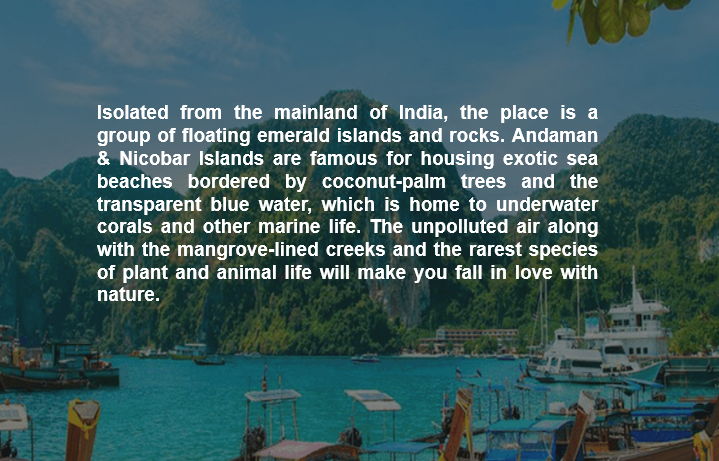 Isolated from the mainland of India, the place is a
group of floating emerald islands and rocks. Andaman
& Nicobar Islands are famous for housing exotic sea
beaches bordered by coconut-palm trees and the
transparent blue water, which is home to underwater
corals and other marine life. The unpolluted air along
with the mangrove-lined creeks and the rarest species
of plant and animal life will make you fall in love with
nature.